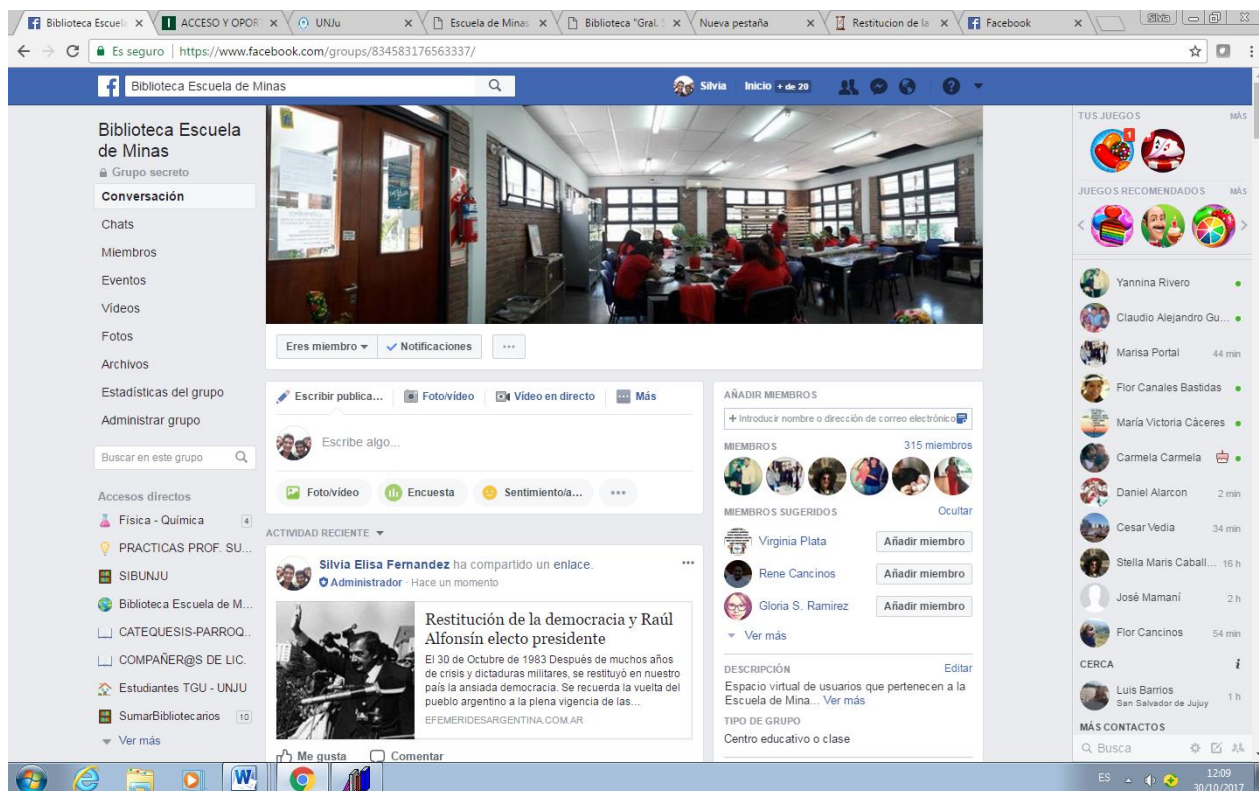 Biblioteca Escuela
ACCESO Y OPOR
UNJu
Escuela de Minas
Biblioteca "Gral. S
Nueva pestaña
Restitucion de la
Facebook
Silvia
Es seguro
https://www.facebook.com/groups/834583176563337/
Biblioteca Escuela de Minas
Silvia
Inicio + de 20
Biblioteca Escuela
de Minas
Grupo secreto
Conversación
Chats
Miembros
Eventos
Vídeos
Fotos
Archivos
Estadísticas del grupo
Administrar grupo
Buscar en este grupo
Accesos directos
Física - Química 4
PRACTICAS PROF. SU...
SIBUNJU
Biblioteca Escuela de M...
CATEQUESIS-PARROQ...
COMPAÑER@S DE LIC.
Estudiantes TGU - UNJU
SumarBibliotecarios 10
Ver más
Eres miembro
Notificaciones
Escribir publica...
Foto/vídeo
Vídeo en directo
Más
Escribe algo...
Foto/vídeo
Encuesta
Sentimiento/a...
ACTIVIDAD RECIENTE
Silvia Elisa Fernandez ha compartido un enlace.
Administrador · Hace un momento
Restitución de la democracia y Raúl
Alfonsín electo presidente
El 30 de Octubre de 1983 Después de muchos años
de crisis y dictaduras militares, se restituyó en nuestro
país la ansiada democracia. Se recuerda la vuelta del
pueblo argentino a la plena vigencia de las...
EFEMERIDESARGENTINA.COM.AR
Me gusta
Comentar
AÑADIR MIEMBROS
+ Introducir nombre o dirección de correo electrónico
MIEMBROS
315 miembros
MIEMBROS SUGERIDOS
Ocultar
Virginia Plata
Añadir miembro
Rene Cancinos
Añadir miembro
Gloria S. Ramirez
Añadir miembro
Ver más
DESCRIPCIÓN
Editar
Espacio virtual de usuarios que pertenecen a la
Escuela de Mina... Ver más
TIPO DE GRUPO
Centro educativo o clase
TUS JUEGOS
MÁS
1
JUEGOS RECOMENDADOS
MÁS
Yannina Rivero
Claudio Alejandro Gu...
Marisa Portal 44 min
Flor Canales Bastidas
María Victoria Cáceres
Carmela Carmela
Daniel Alarcon 2 min
Cesar Vedia 34 min
Stella Maris Caball... 16 h
José Mamaní 2 h
Flor Cancinos 54 min
CERCA
Luis Barrios 1 h
San Salvador de Jujuy
MÁS CONTACTOS
Busca
ES
12:09
30/10/2017